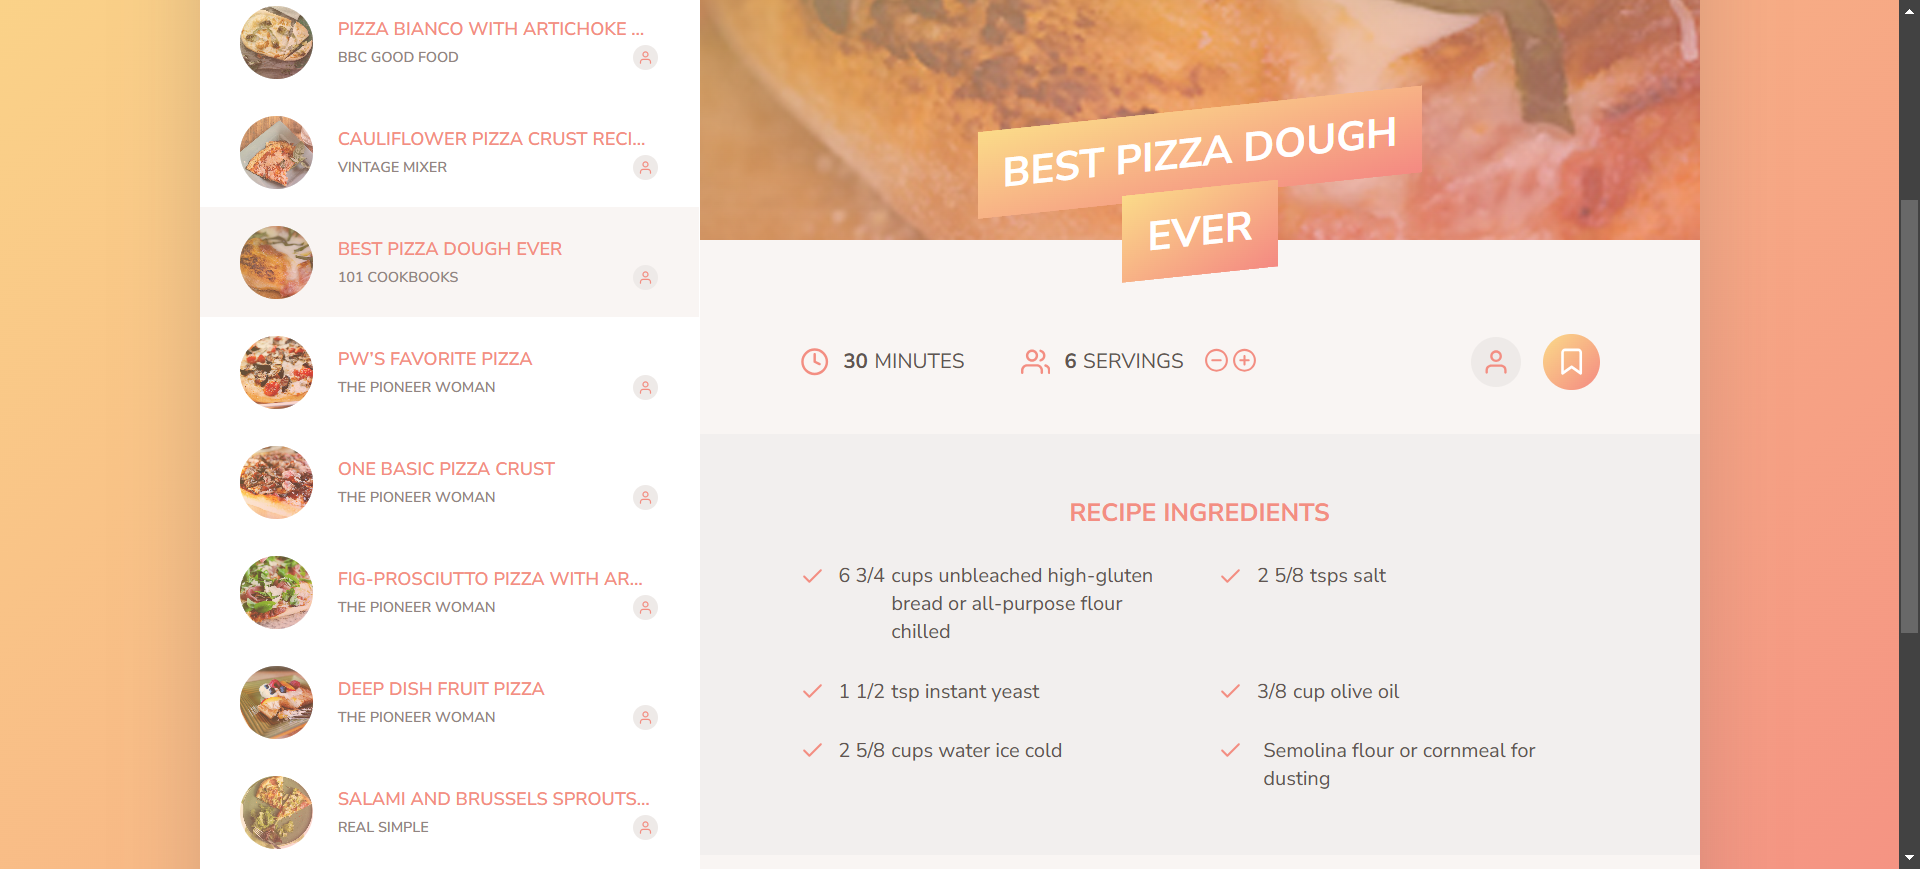 PIZZA BIANCO WITH ARTICHOKE ...
BBC GOOD FOOD
CAULIFLOWER PIZZA CRUST RECI...
VINTAGE MIXER
BEST PIZZA DOUGH EVER
101 COOKBOOKS
PW'S FAVORITE PIZZA
THE PIONEER WOMAN
ONE BASIC PIZZA CRUST
THE PIONEER WOMAN
FIG-PROSCIUTTO PIZZA WITH AR...
THE PIONEER WOMAN
DEEP DISH FRUIT PIZZA
THE PIONEER WOMAN
SALAMI AND BRUSSELS SPROUTS...
REAL SIMPLE
BEST PIZZA DOUGH
EVER
30 MINUTES
6 SERVINGS
RECIPE INGREDIENTS
6 3/4 cups unbleached high-gluten
bread or all-purpose flour
chilled
2 5/8 tsps salt
1 1/2 tsp instant yeast
3/8 cup olive oil
2 5/8 cups water ice cold
Semolina flour or cornmeal for
dusting